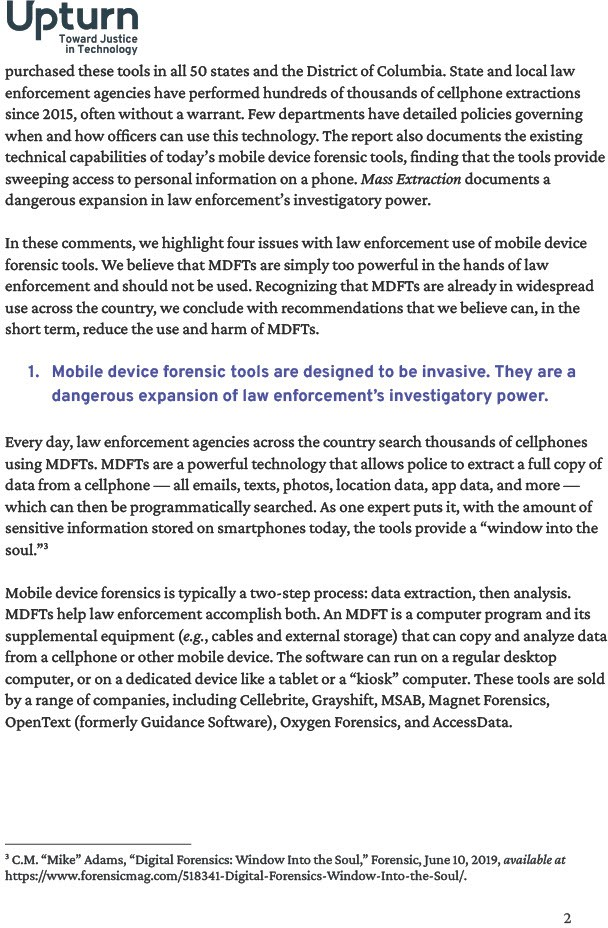 Upturn
Toward Justice
in Technology
purchased these tools in all 50 states and the District of Columbia. State and local law
enforcement agencies have performed hundreds of thousands of cellphone extractions
since 2015, often without a warrant. Few departments have detailed policies governing
when and how officers can use this technology. The report also documents the existing
technical capabilities of today’s mobile device forensic tools, finding that the tools provide
sweeping access to personal information on a phone. Mass Extraction documents a
dangerous expansion in law enforcement’s investigatory power.
In these comments, we highlight four issues with law enforcement use of mobile device
forensic tools. We believe that MDFTs are simply too powerful in the hands of law
enforcement and should not be used. Recognizing that MDFTs are already in widespread
use across the country, we conclude with recommendations that we believe can, in the
short term, reduce the use and harm of MDFTs.
1. Mobile device forensic tools are designed to be invasive. They are a
dangerous expansion of law enforcement’s investigatory power.
Every day, law enforcement agencies across the country search thousands of cellphones
using MDFTs. MDFTs are a powerful technology that allows police to extract a full copy of
data from a cellphone — all emails, texts, photos, location data, app data, and more —
which can then be programmatically searched. As one expert puts it, with the amount of
sensitive information stored on smartphones today, the tools provide a “window into the
soul.”³
Mobile device forensics is typically a two-step process: data extraction, then analysis.
MDFTs help law enforcement accomplish both. An MDFT is a computer program and its
supplemental equipment (e.g., cables and external storage) that can copy and analyze data
from a cellphone or other mobile device. The software can run on a regular desktop
computer, or on a dedicated device like a tablet or a “kiosk” computer. These tools are sold
by a range of companies, including Cellebrite, Grayshift, MSAB, Magnet Forensics,
OpenText (formerly Guidance Software), Oxygen Forensics, and AccessData.
³ C.M. “Mike” Adams, “Digital Forensics: Window Into the Soul,” Forensic, June 10, 2019, available at
https://www.forensicmag.com/518341-Digital-Forensics-Window-Into-the-Soul/.
2